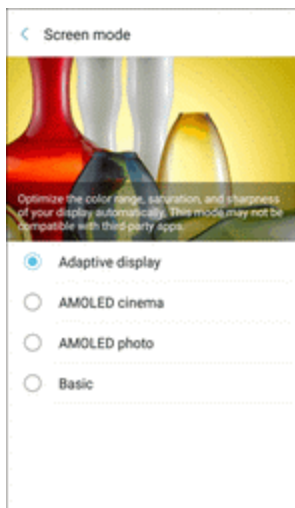 Screen mode
Optimize the color range, saturation, and sharpness
of your display automatically. This mode may not be
compatible with third-party apps.
Adaptive display
AMOLED cinema
AMOLED photo
Basic